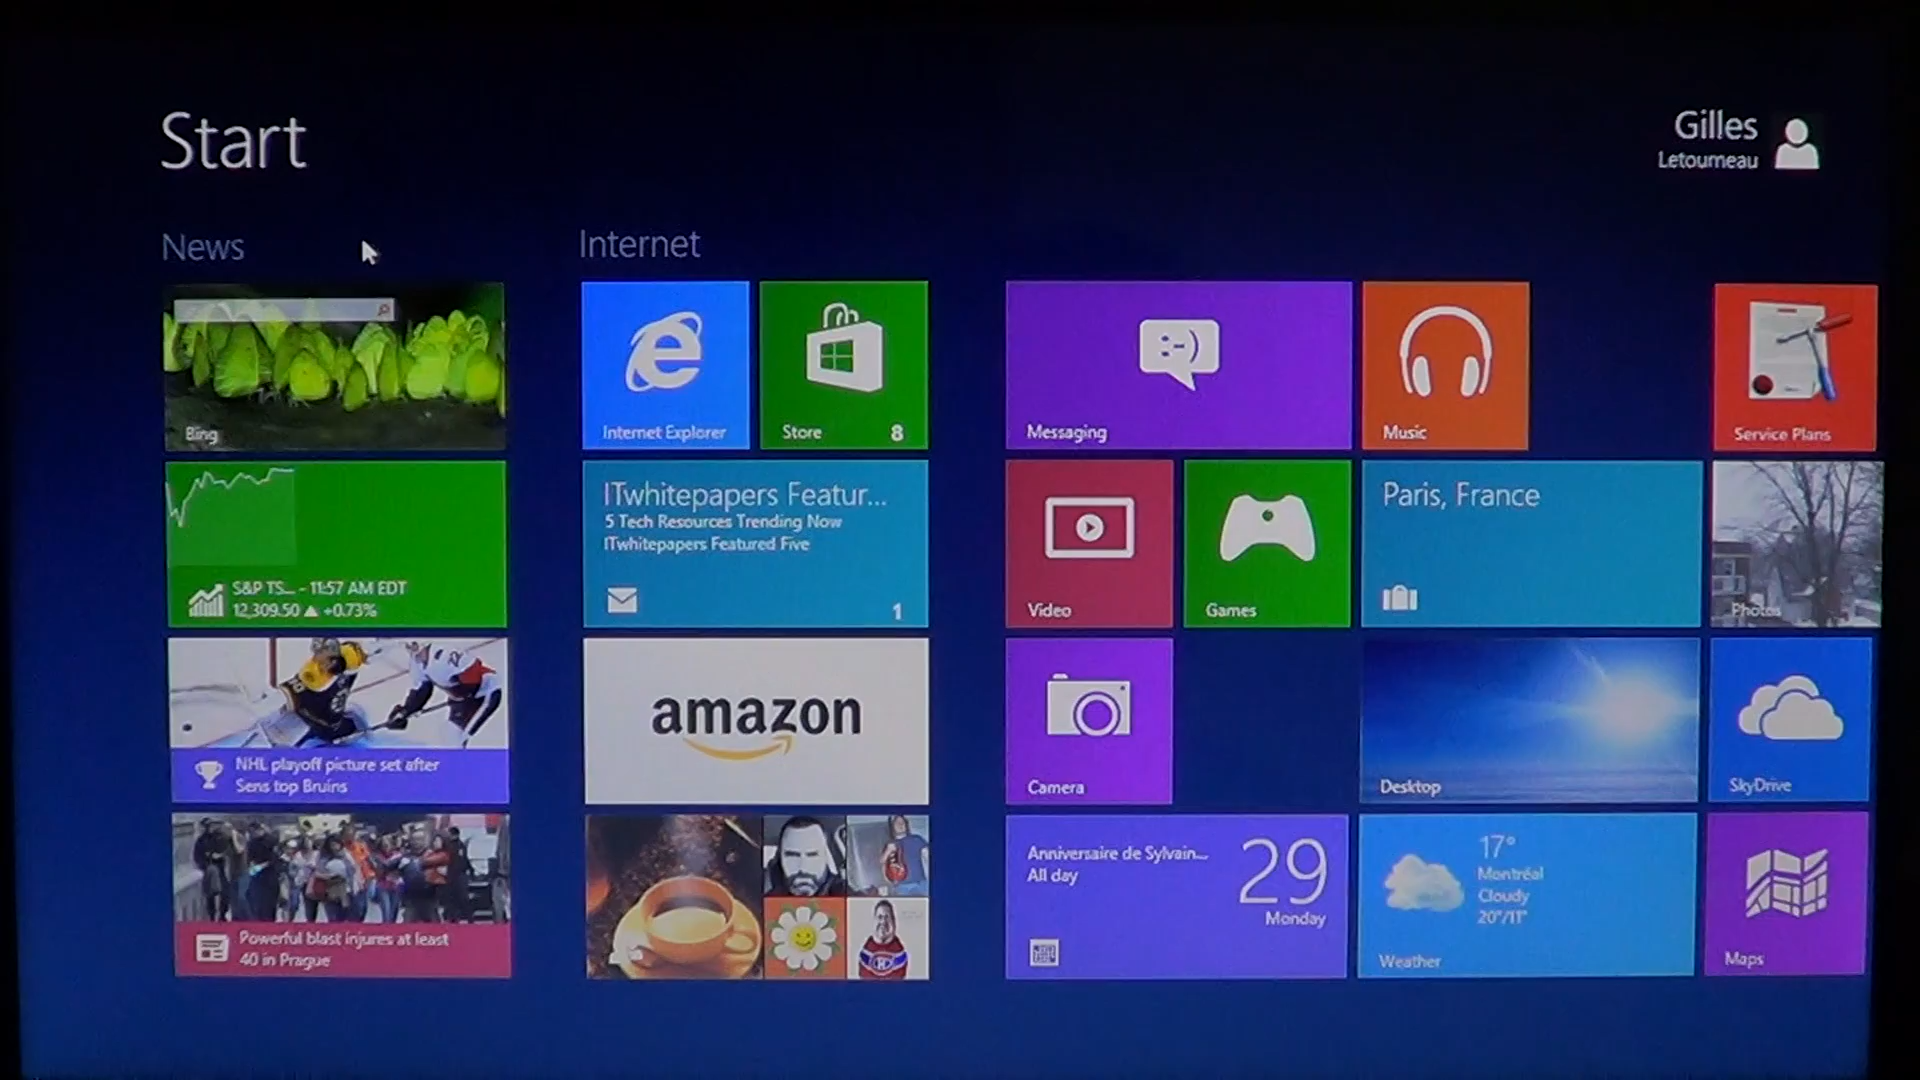 Start
Gilles
Letourneau
News
Internet
Bing
Internet Explorer
Store
8
Messaging
Music
Service Plans
S&P TS... - 11:57 AM EDT
12,309.50 ▲ +0.73%
ITwhitepapers Featur...
5 Tech Resources Trending Now
ITwhitepapers Featured Five
1
Video
Games
Paris, France
Photos
NHL playoff picture set after
Sens top Bruins
amazon
Camera
Desktop
SkyDrive
Powerful blast injures at least
40 in Prague
Anniversaire de Sylvain...
All day
29
Monday
17°
Montréal
Cloudy
20°/11°
Weather
Maps